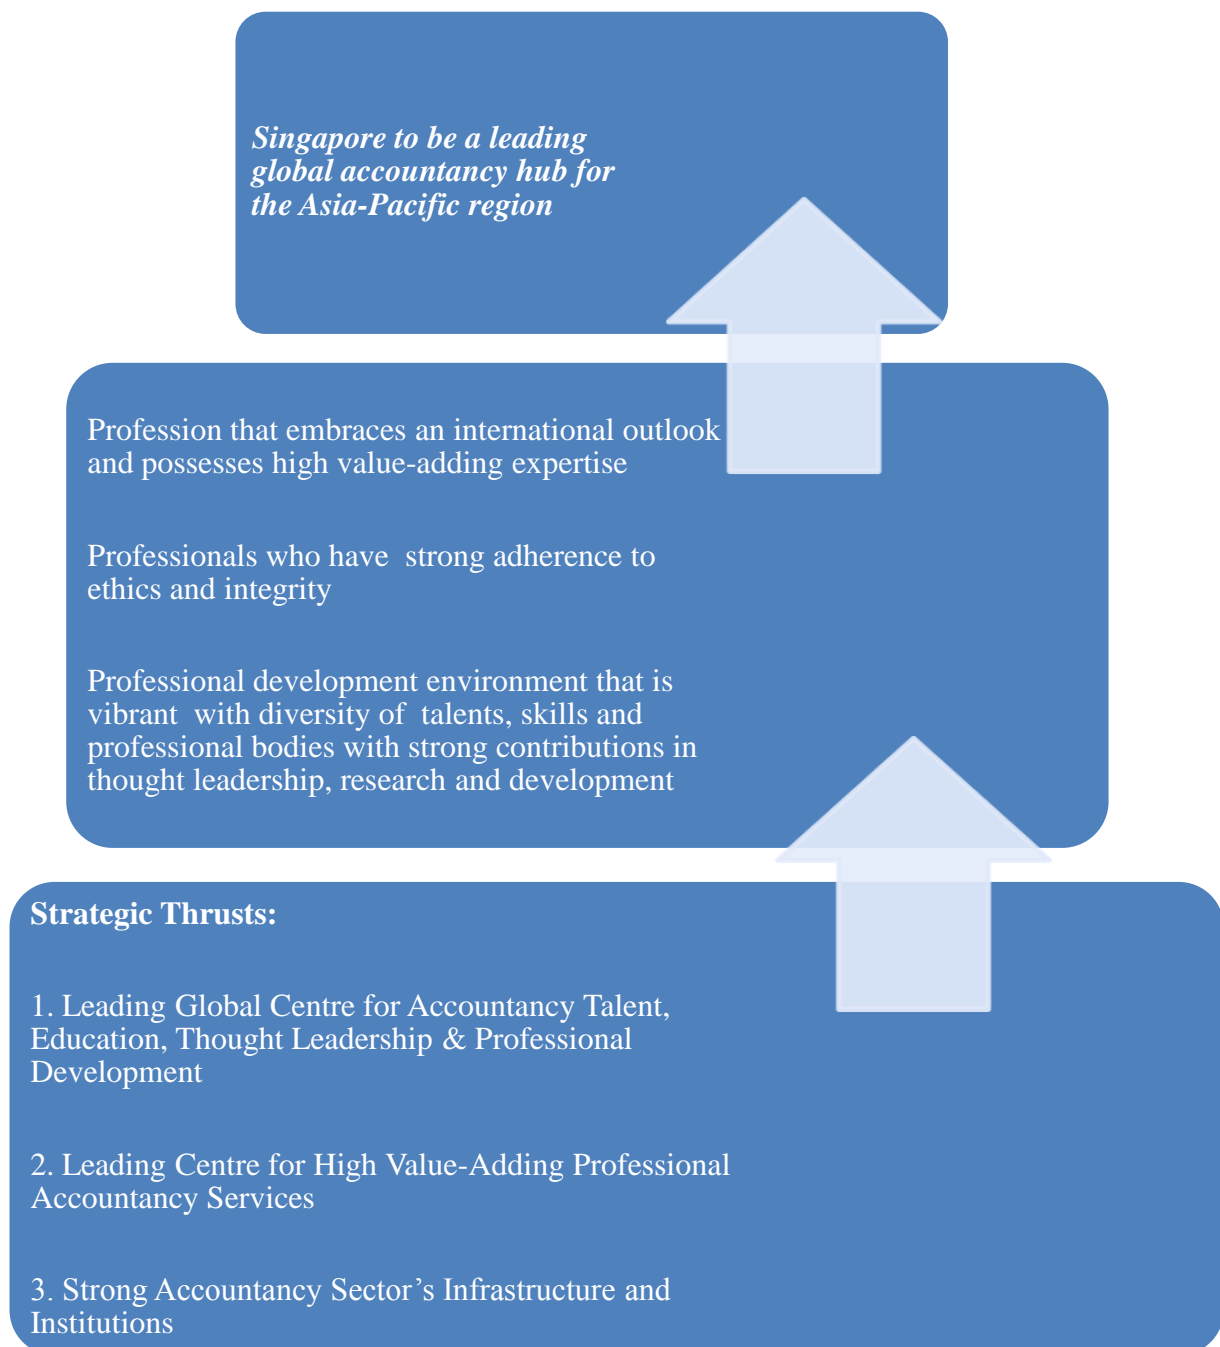 Singapore to be a leading
global accountancy hub for
the Asia-Pacific region
Profession that embraces an international outlook
and possesses high value-adding expertise
Professionals who have  strong adherence to
ethics and integrity
Professional development environment that is
vibrant  with diversity of  talents, skills and
professional bodies with strong contributions in
thought leadership, research and development
Strategic Thrusts:
1. Leading Global Centre for Accountancy Talent,
Education, Thought Leadership & Professional
Development
2. Leading Centre for High Value-Adding Professional
Accountancy Services
3. Strong Accountancy Sector’s Infrastructure and
Institutions